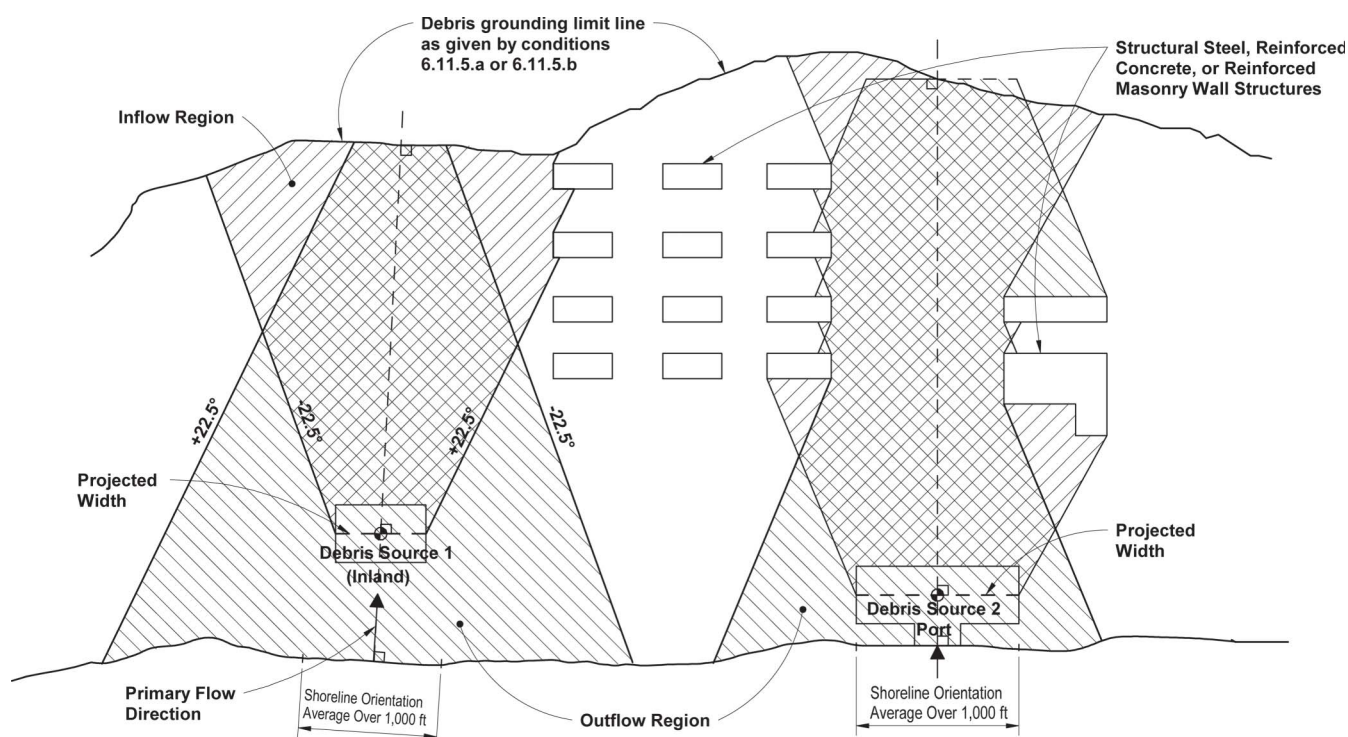 Debris grounding limit line
as given by conditions
6.11.5.a or 6.11.5.b
Structural Steel, Reinforced
Concrete, or Reinforced
Masonry Wall Structures
Inflow Region
+22.5°
-22.5°
+22.5°
-22.5°
Projected
Width
Debris Source 1
(Inland)
Projected
Width
Debris Source 2
Port
Primary Flow
Direction
Shoreline Orientation
Average Over 1,000 ft
Outflow Region
Shoreline Orientation
Average Over 1,000 ft